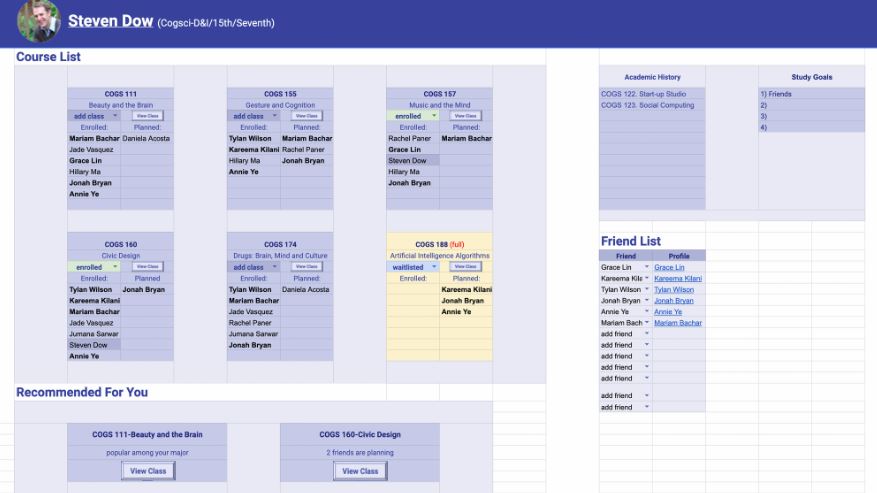 Steven Dow (Cogsci-D&I/15th/Seventh)
Course List
COGS 111
Beauty and the Brain
add class View Class
Enrolled: Planned:
Mariam Bachar Daniela Acosta
Jade Vasquez
Grace Lin
Hillary Ma
Jonah Bryan
Annie Ye
COGS 155
Gesture and Cognition
add class View Class
Enrolled: Planned:
Tylan Wilson Mariam Bachar
Kareema Kilani Rachel Paner
Hillary Ma Jonah Bryan
Annie Ye
COGS 157
Music and the Mind
enrolled View Class
Enrolled: Planned:
Rachel Paner Mariam Bachar
Grace Lin
Steven Dow
Hillary Ma
Jonah Bryan
COGS 160
Civic Design
enrolled View Class
Enrolled: Planned
Tylan Wilson Jonah Bryan
Kareema Kilani
Mariam Bachar
Jade Vasquez
Jumana Sarwar
Steven Dow
Annie Ye
COGS 174
Drugs: Brain, Mind and Culture
add class View Class
Enrolled: Planned
Tylan Wilson Daniela Acosta
Mariam Bachar
Jade Vasquez
Rachel Paner
Jumana Sarwar
Jonah Bryan
COGS 188 (full)
Artificial Intelligence Algorithms
waitlisted View Class
Enrolled: Planned
Kareema Kilani
Jonah Bryan
Annie Ye
Recommended For You
COGS 111-Beauty and the Brain
popular among your major
View Class
COGS 160-Civic Design
2 friends are planning
View Class
Academic History
COGS 122. Start-up Studio
COGS 123. Social Computing
Study Goals
1) Friends
2)
3)
4)
Friend List
Friend Profile
Grace Lin Grace Lin
Kareema Kila Kareema Kilani
Tylan Wilson Tylan Wilson
Jonah Bryan Jonah Bryan
Annie Ye Annie Ye
Mariam Bach Mariam Bachar
add friend
add friend
add friend
add friend
add friend
add friend
add friend